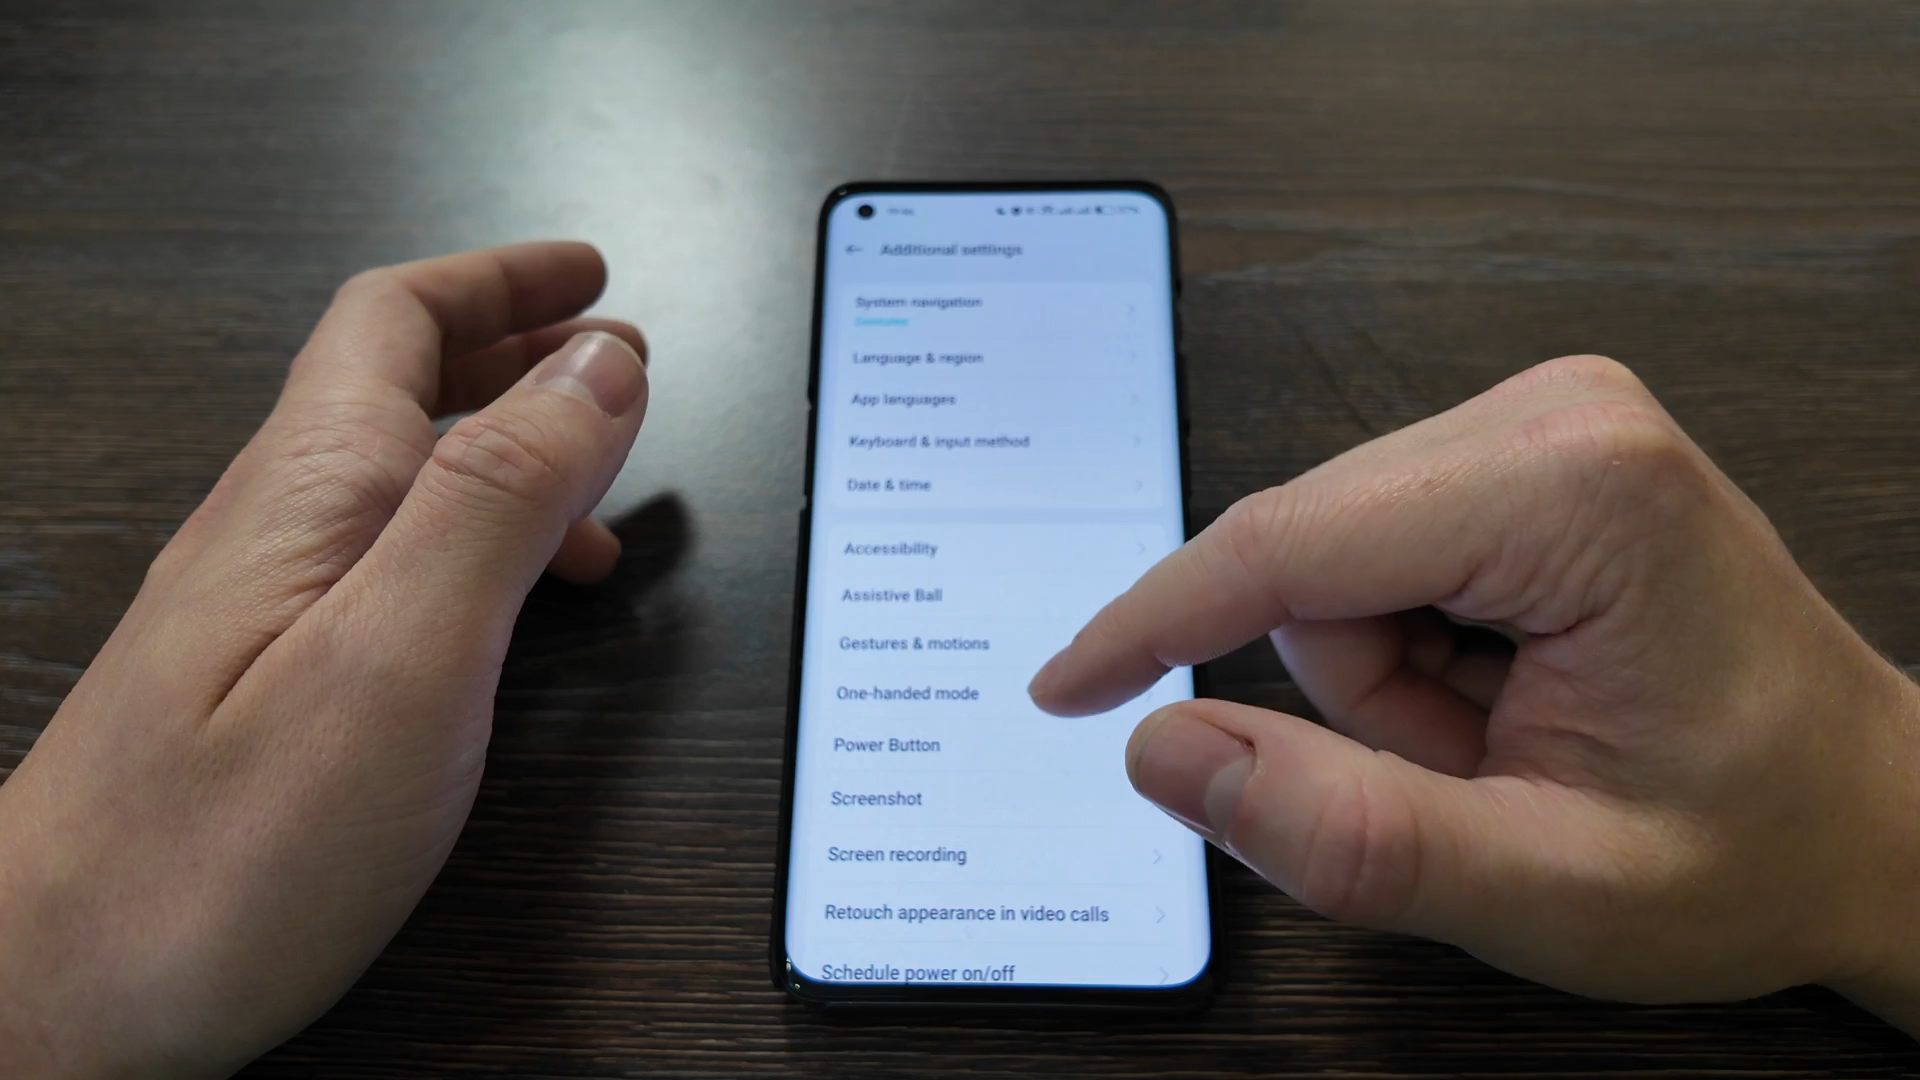 Additional settings
System navigation
Gestures
Language & region
App languages
Keyboard & input method
Date & time
Accessibility
Assistive Ball
Gestures & motions
One-handed mode
Power Button
Screenshot
Screen recording
Retouch appearance in video calls
Schedule power on/off